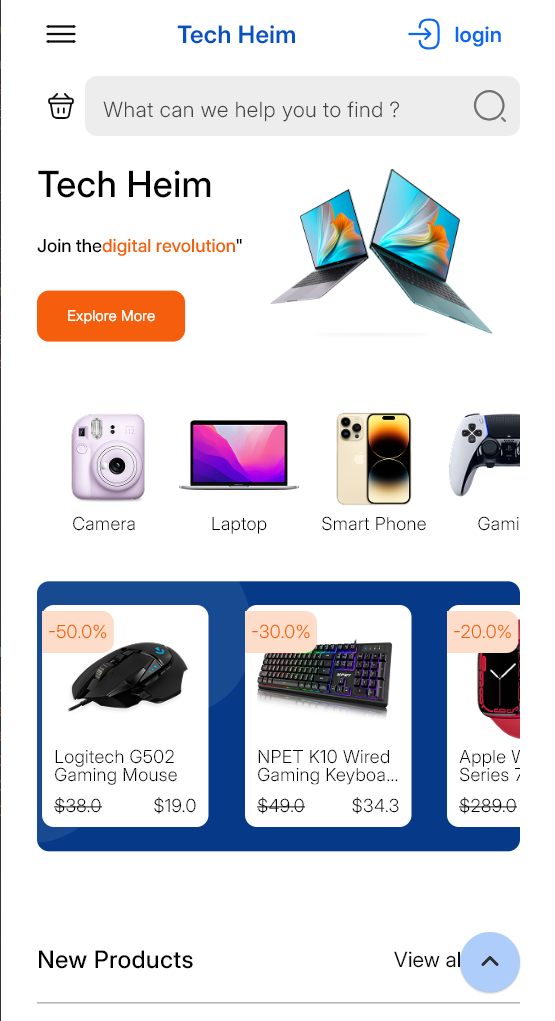 Tech Heim
login
What can we help you to find ?
Tech Heim
Join thedigital revolution"
Explore More
Camera
Laptop
Smart Phone
Gami
-50.0%
Logitech G502
Gaming Mouse
$38.0 $19.0
-30.0%
NPET K10 Wired
Gaming Keyboa...
$49.0 $34.3
-20.0%
Apple W
Series 7
$289.0
New Products
View al